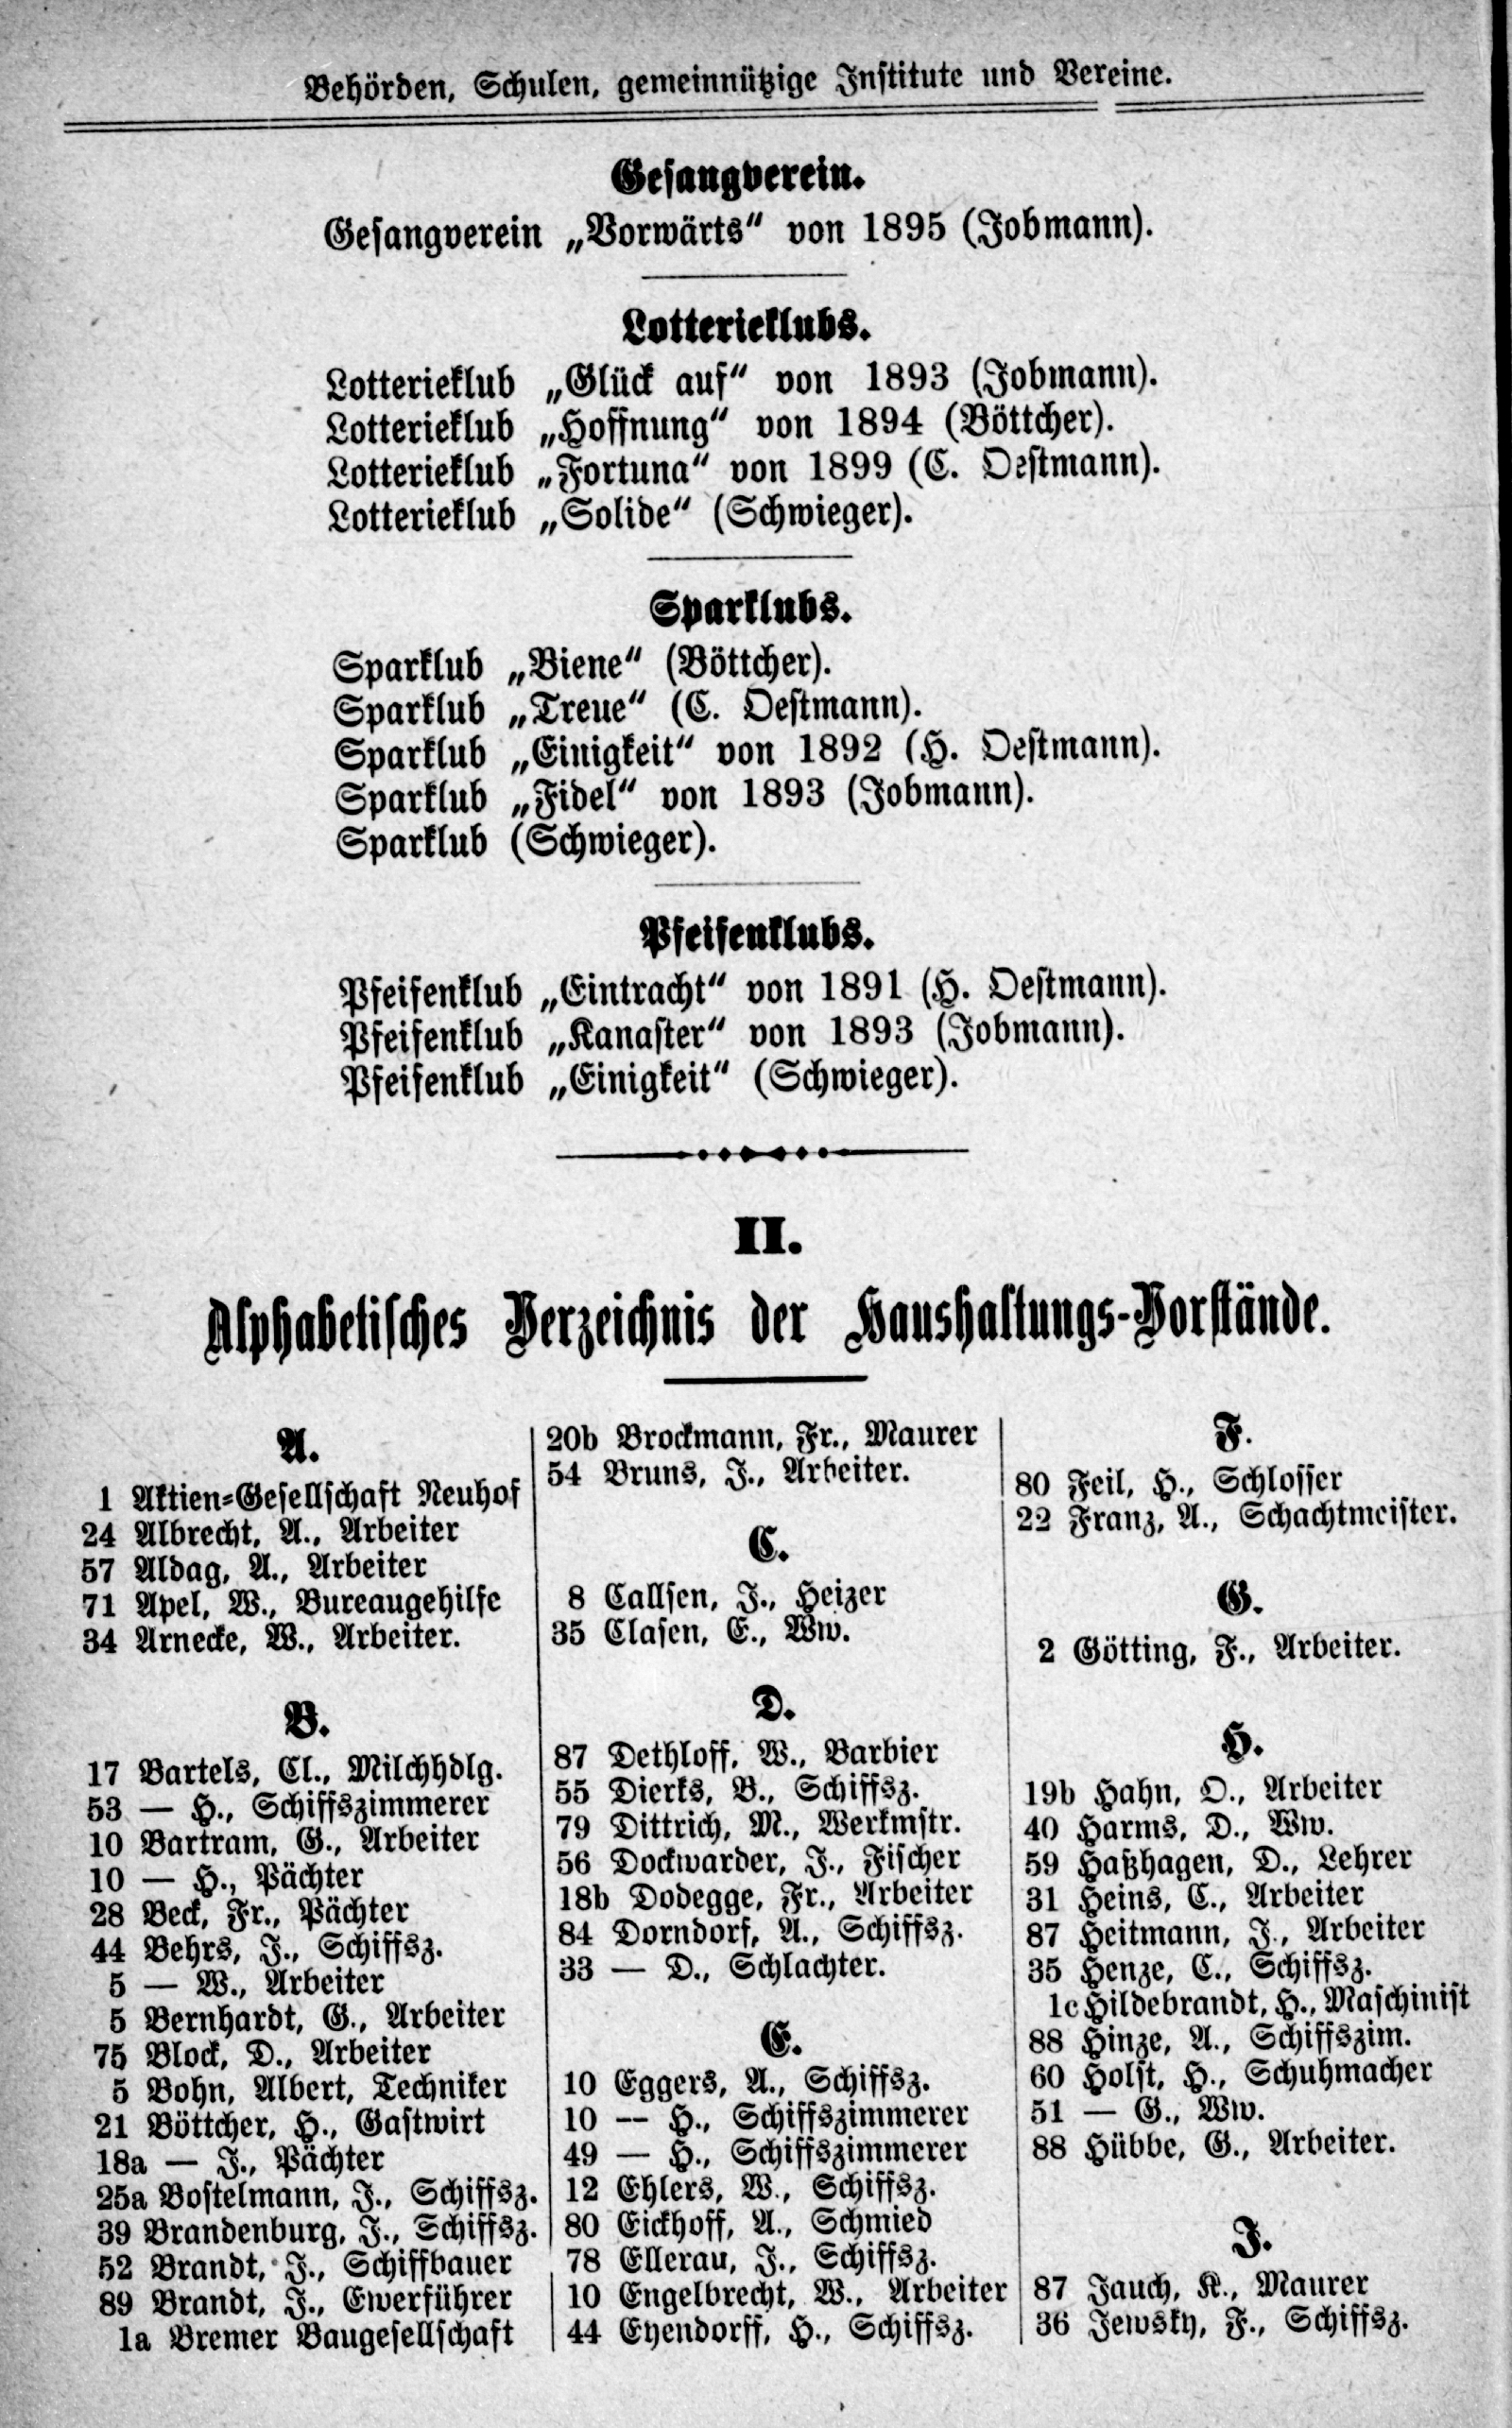 Behörden, Schulen, gemeinnützige Institute und Vereine.
Gesangverein.
Gesangverein „Vorwärts“ von 1895 (Jobmann).
Lotterieklubs.
Lotterieklub „Glück auf“ von 1893 (Jobmann).
Lotterieklub „Hoffnung“ von 1894 (Böttcher).
Lotterieklub „Fortuna“ von 1899 (C. Oestmann).
Lotterieklub „Solide“ (Schwieger).
Sparklubs.
Sparklub „Biene“ (Böttcher).
Sparklub „Treue“ (C. Oestmann).
Sparklub „Einigkeit“ von 1892 (H. Oestmann).
Sparklub „Fidel“ von 1893 (Jobmann).
Sparklub (Schwieger).
Pfeifenklubs.
Pfeifenklub „Eintracht“ von 1891 (H. Oestmann).
Pfeifenklub „Kanaster“ von 1893 (Jobmann).
Pfeifenklub „Einigkeit“ (Schwieger).
II.
Alphabetisches Verzeichnis der Haushaltungs-Vorstände.
A.
1 Aktien=Gesellschaft Neuhof
24 Albrecht, A., Arbeiter
57 Aldag, A., Arbeiter
71 Apel, W., Bureaugehilfe
34 Arnecke, W., Arbeiter.
B.
17 Bartels, Cl., Milchhdlg.
53 — H., Schiffszimmerer
10 Bartram, G., Arbeiter
10 — H., Pächter
28 Beck, Fr., Pächter
44 Behrs, J., Schiffsz.
5 — W., Arbeiter
5 Bernhardt, G., Arbeiter
75 Block, D., Arbeiter
5 Bohn, Albert, Techniker
21 Böttcher, H., Gastwirt
18a — J., Pächter
25a Bostelmann, J., Schiffsz.
39 Brandenburg, J., Schiffsz.
52 Brandt, J., Schiffbauer
89 Brandt, J., Ewerführer
1a Bremer Baugesellschaft
20b Brockmann, Fr., Maurer
54 Bruns, J., Arbeiter.
C.
8 Callsen, J., Heizer
35 Clasen, E., Ww.
D.
87 Dethloff, W., Barbier
55 Dierks, B., Schiffsz.
79 Dittrich, M., Werkmstr.
56 Dockwarder, J., Fischer
18b Dodegge, Fr., Arbeiter
84 Dorndorf, A., Schiffsz.
33 — D., Schlachter.
E.
10 Eggers, A., Schiffsz.
10 — H., Schiffszimmerer
49 — H., Schiffszimmerer
12 Ehlers, W., Schiffsz.
80 Eickhoff, A., Schmied
78 Ellerau, J., Schiffsz.
10 Engelbrecht, W., Arbeiter
44 Eyendorff, H., Schiffsz.
F.
80 Feil, H., Schlosser
22 Franz, A., Schachtmeister.
G.
2 Götting, F., Arbeiter.
H.
19b Hahn, O., Arbeiter
40 Harms, D., Ww.
59 Haßhagen, D., Lehrer
31 Heins, C., Arbeiter
87 Heitmann, J., Arbeiter
35 Henze, C., Schiffsz.
1c Hildebrandt, H., Maschinist
88 Hinze, A., Schiffszim.
60 Holst, H., Schuhmacher
51 — G., Ww.
88 Hübbe, G., Arbeiter.
J.
87 Jauch, K., Maurer
36 Jewsky, F., Schiffsz.